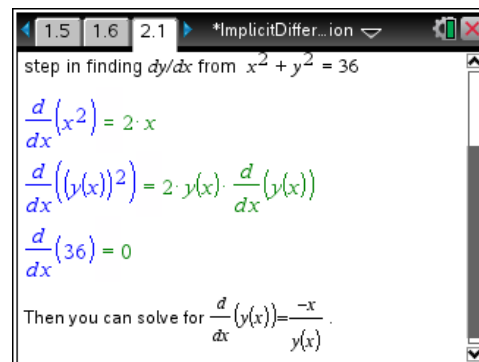 1.5 1.6 2.1 *ImplicitDiffer...ion
step in finding dy/dx from x² + y² = 36
d/dx(x²) = 2·x
d/dx((y(x))²) = 2·y(x)·d/dx(y(x))
d/dx(36) = 0
Then you can solve for d/dx(y(x))=-x/y(x) .